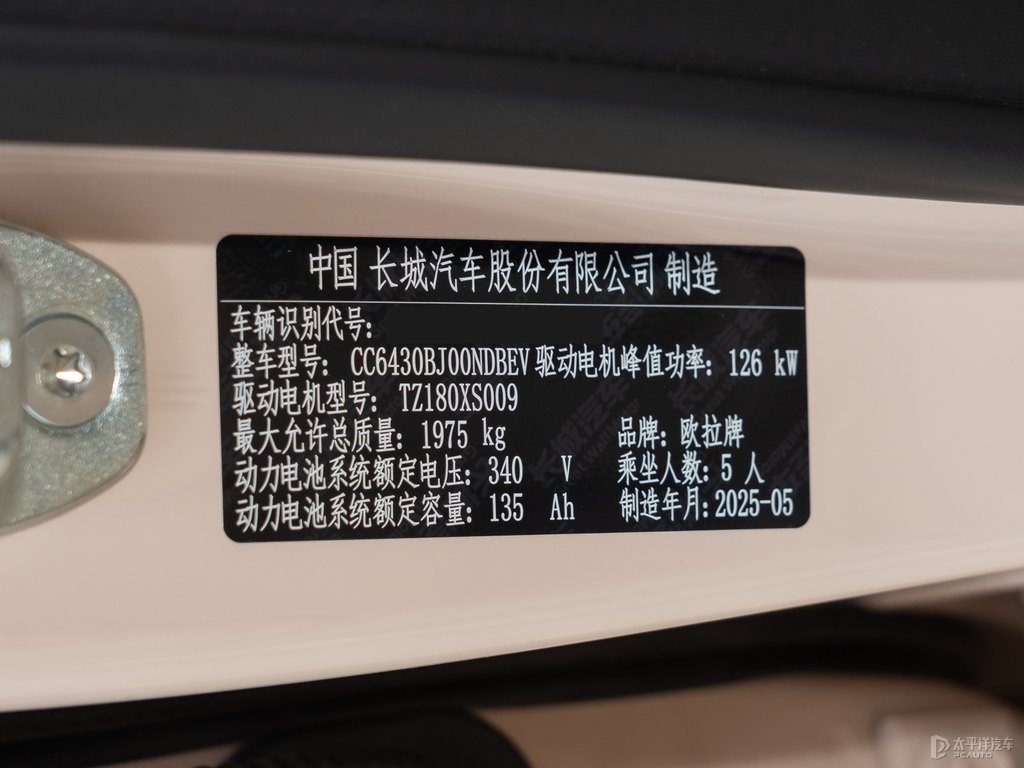 中国 长城汽车股份有限公司 制造
车辆识别代号:
整车型号: CC6430BJ00NDBEV 驱动电机峰值功率: 126 kW
驱动电机型号: TZ180XS009
最大允许总质量: 1975 kg 品牌: 欧拉牌
动力电池系统额定电压: 340 V 乘坐人数: 5 人
动力电池系统额定容量: 135 Ah 制造年月: 2025-05
太平洋汽车
PCAUTO